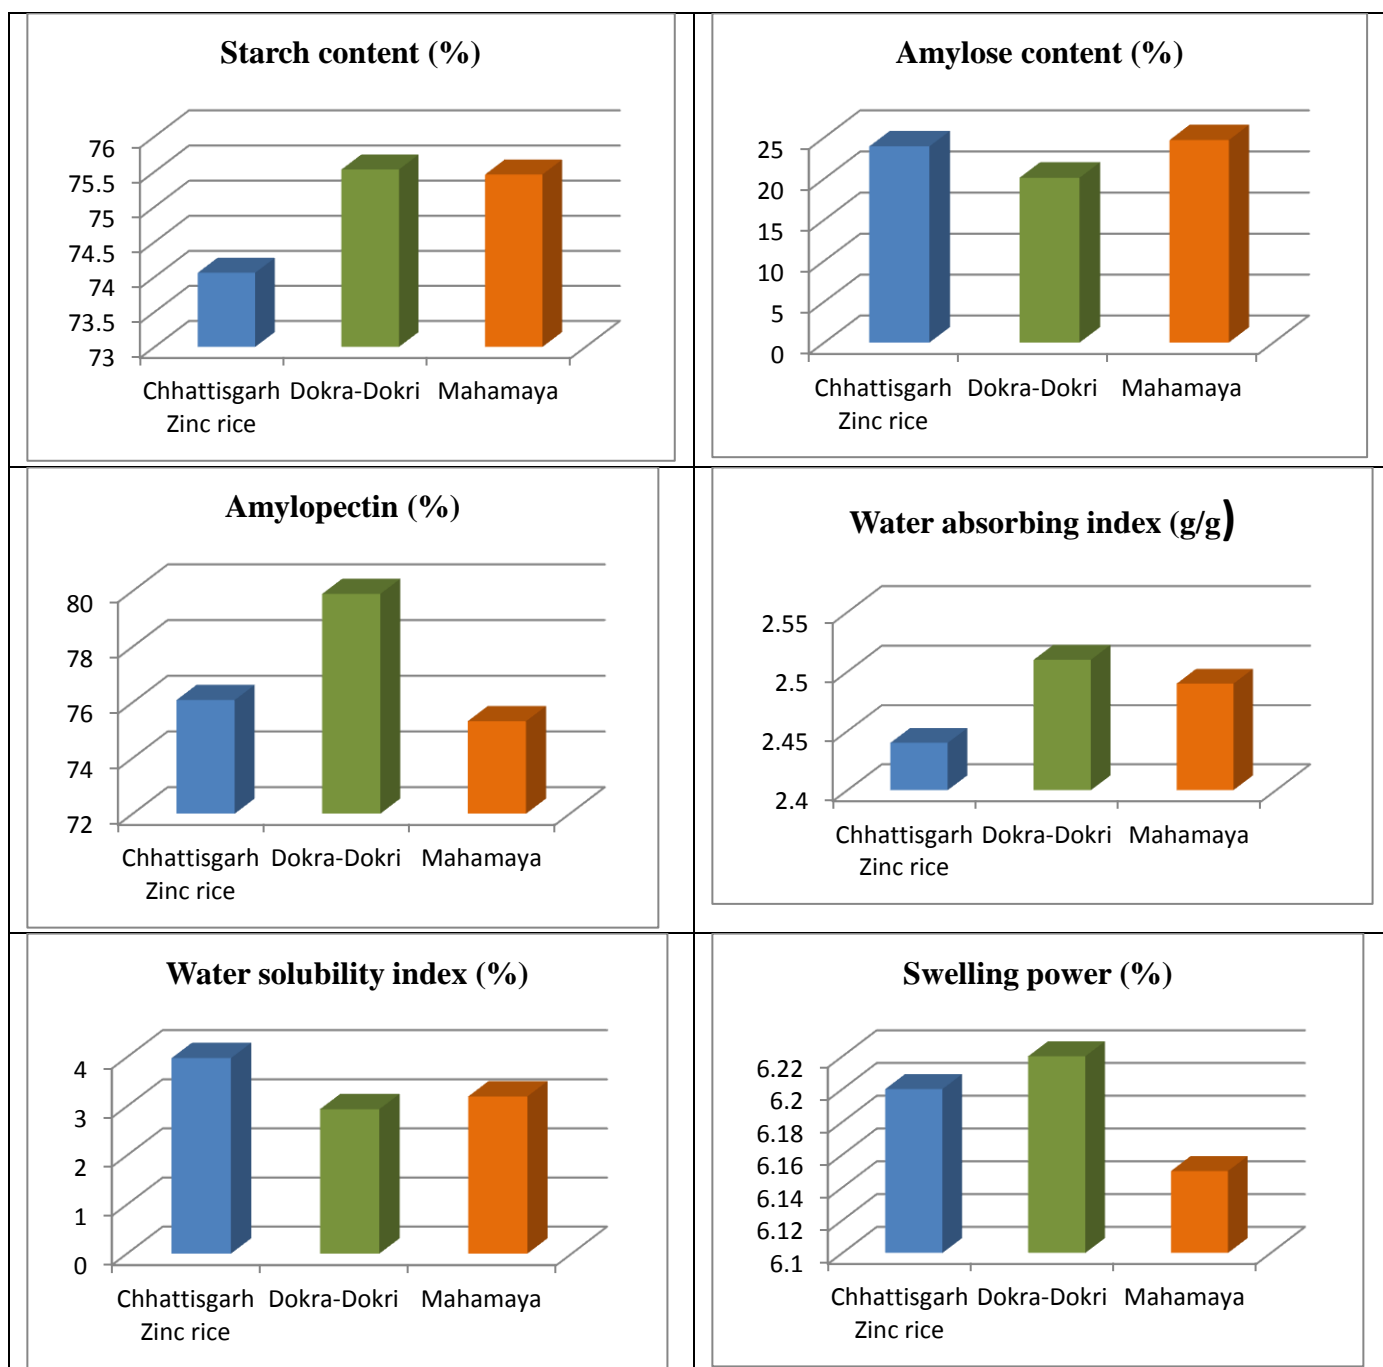 Starch content (%)
76
75.5
75
74.5
74
73.5
73
Chhattisgarh Dokra-Dokri Mahamaya
Zinc rice
Amylose content (%)
25
20
15
10
5
0
Chhattisgarh Dokra-Dokri Mahamaya
Zinc rice
Amylopectin (%)
80
78
76
74
72
Chhattisgarh Dokra-Dokri Mahamaya
Zinc rice
Water absorbing index (g/g)
2.55
2.5
2.45
2.4
Chhattisgarh Dokra-Dokri Mahamaya
Zinc rice
Water solubility index (%)
4
3
2
1
0
Chhattisgarh Dokra-Dokri Mahamaya
Zinc rice
Swelling power (%)
6.22
6.2
6.18
6.16
6.14
6.12
6.1
Chhattisgarh Dokra-Dokri Mahamaya
Zinc rice